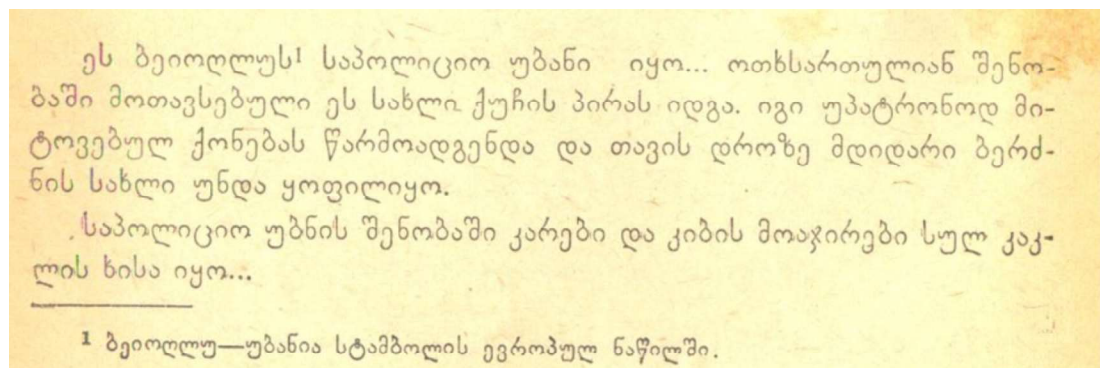 ეს ბეიოღლუს¹ საპოლიციო უბანი იყო... ოთხსართულიან შენო-
ბაში მოთავსებული ეს სახლი ქუჩის პირას იდგა. იგი უპატრონოდ მი-
ტოვებულ ქონებას წარმოადგენდა და თავის დროზე მდიდარი ბერძ-
ნის სახლი უნდა ყოფილიყო.
საპოლიციო უბნის შენობაში კარები და კიბის მოაჯირები სულ კაკ-
ლის ხისა იყო...
¹ ბეიოღლუ—უბანია სტამბოლის ევროპულ ნაწილში.